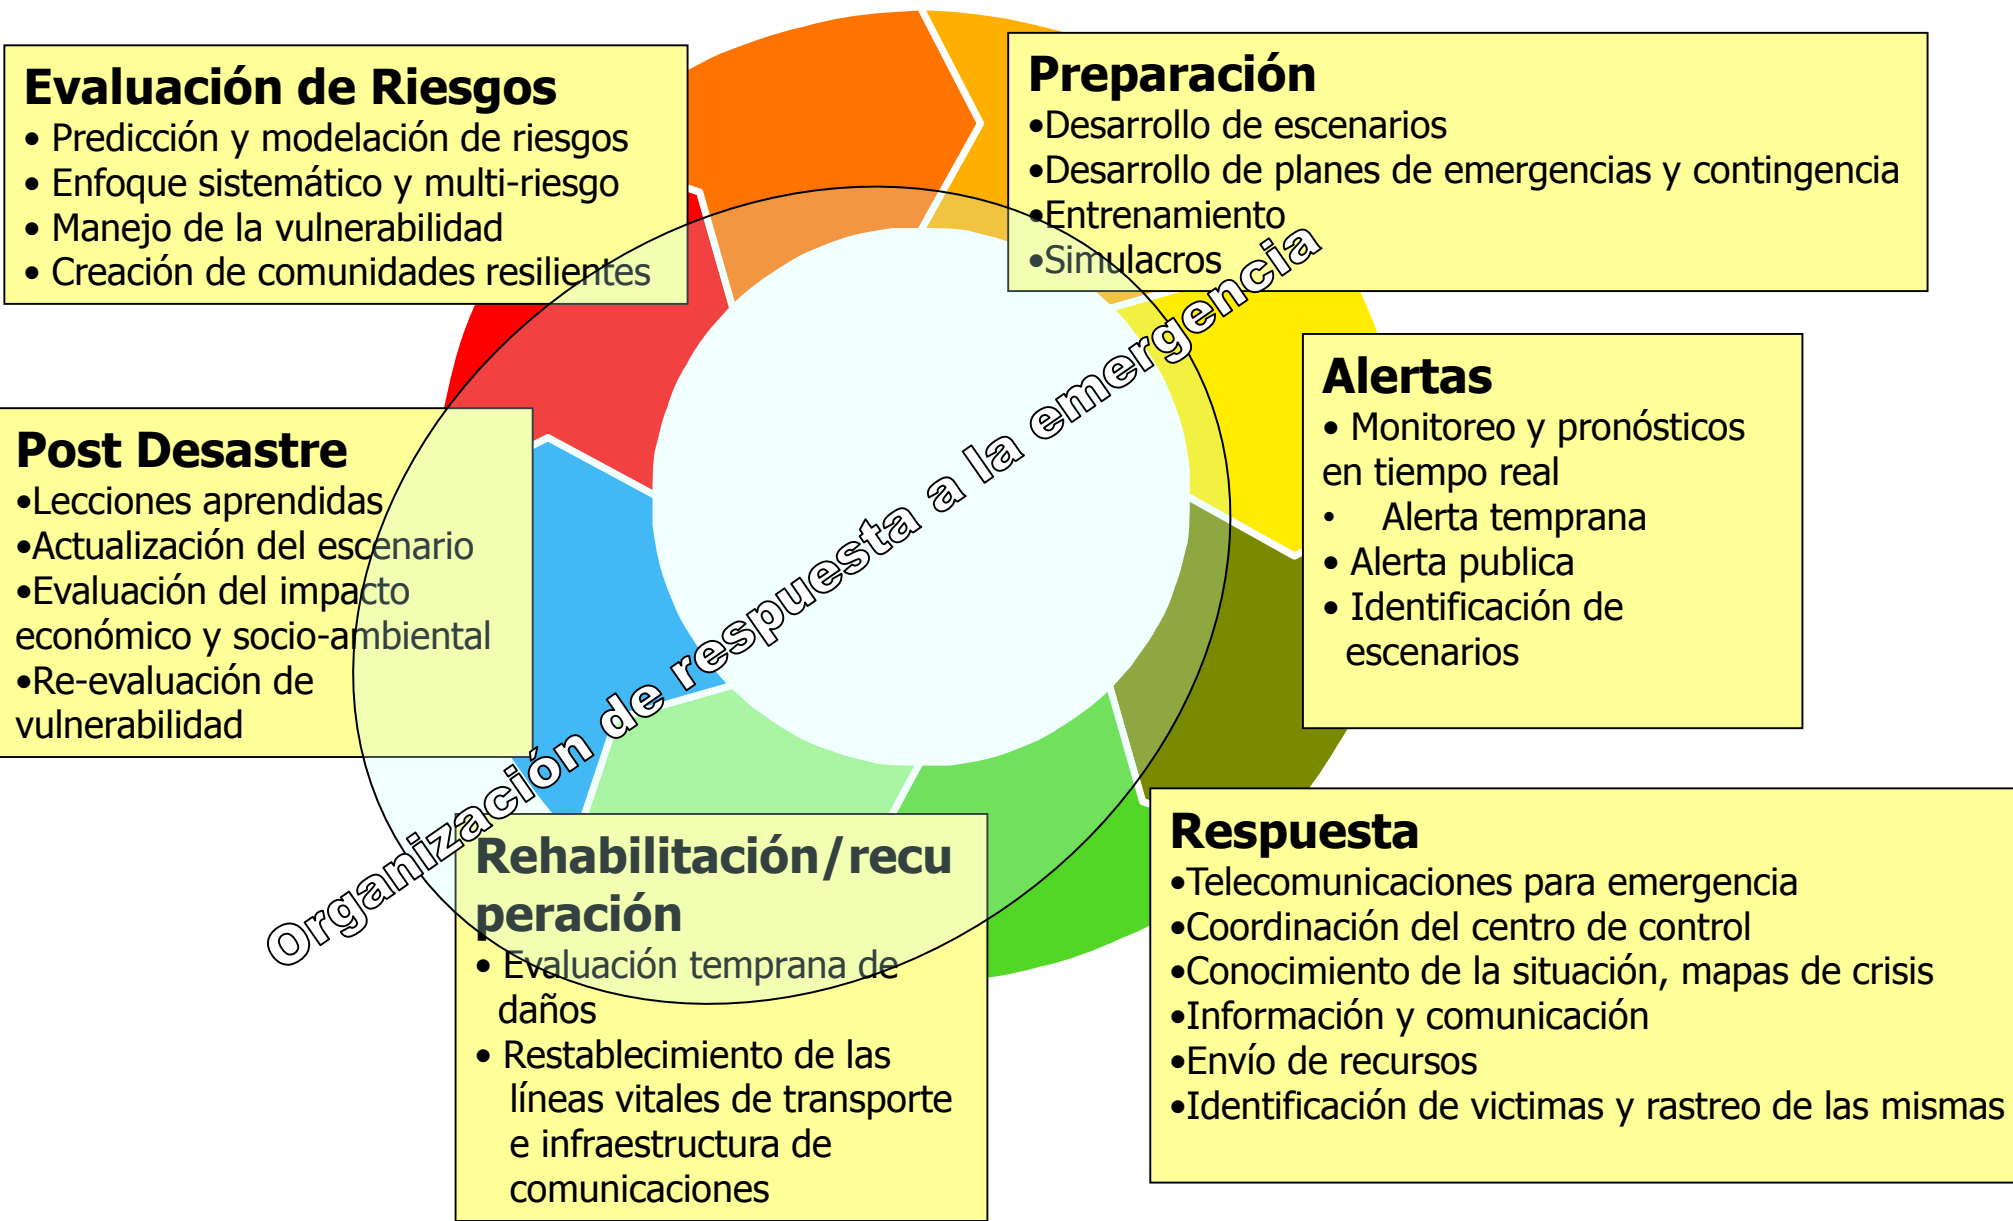 Evaluación de Riesgos
• Predicción y modelación de riesgos
• Enfoque sistemático y multi-riesgo
• Manejo de la vulnerabilidad
• Creación de comunidades resilientes
Preparación
•Desarrollo de escenarios
•Desarrollo de planes de emergencias y contingencia
•Entrenamiento
•Simulacros
Alertas
• Monitoreo y pronósticos
en tiempo real
• Alerta temprana
• Alerta publica
• Identificación de
escenarios
Post Desastre
•Lecciones aprendidas
•Actualización del escenario
•Evaluación del impacto
económico y socio-ambiental
•Re-evaluación de
vulnerabilidad
Organización de respuesta a la emergencia
Rehabilitación/recu
peración
• Evaluación temprana de
daños
• Restablecimiento de las
líneas vitales de transporte
e infraestructura de
comunicaciones
Respuesta
•Telecomunicaciones para emergencia
•Coordinación del centro de control
•Conocimiento de la situación, mapas de crisis
•Información y comunicación
•Envío de recursos
•Identificación de victimas y rastreo de las mismas